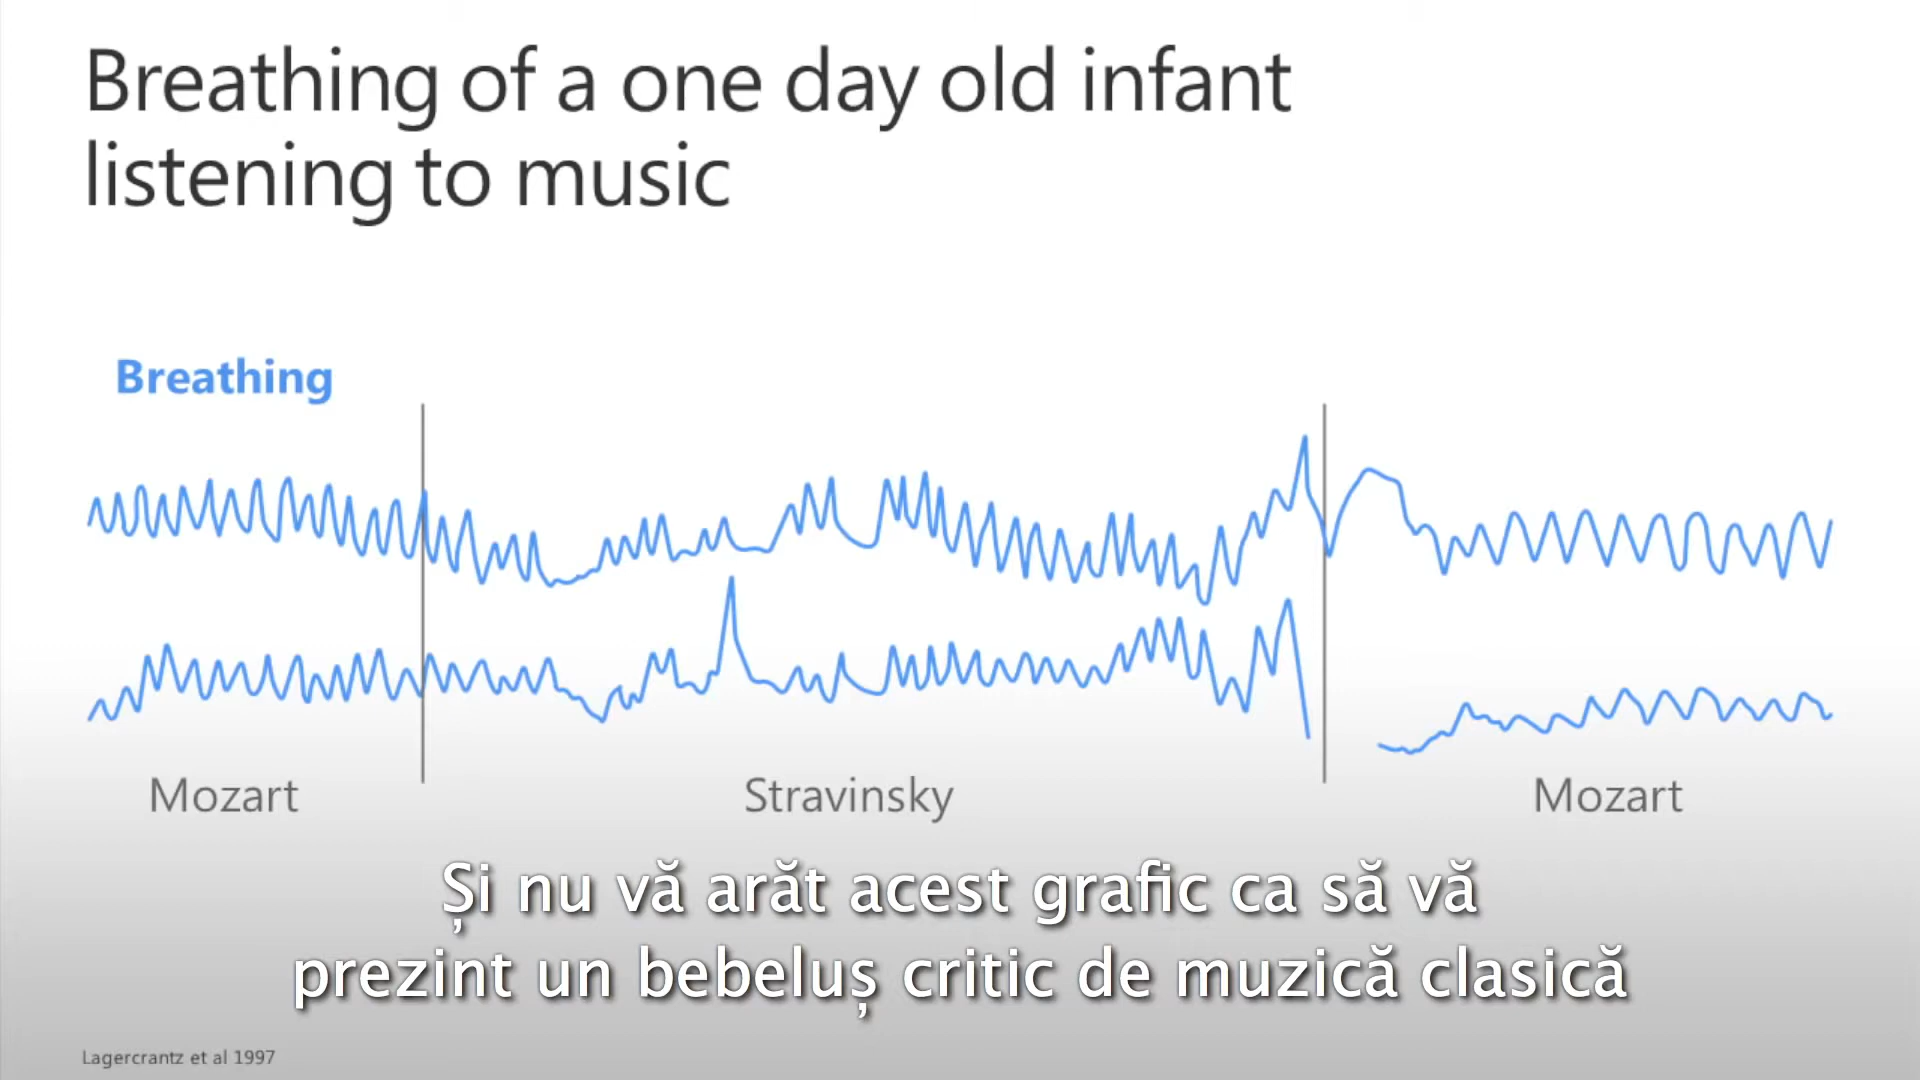 Breathing of a one day old infant
listening to music
Breathing
Mozart
Stravinsky
Mozart
Și nu vă arăt acest grafic ca să vă
prezint un bebeluș critic de muzică clasică
Lagercrantz et al 1997